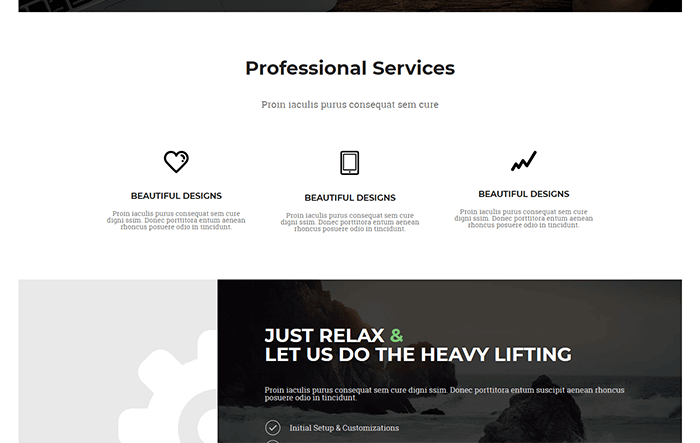 Professional Services
Proin iaculis purus consequat sem cure
BEAUTIFUL DESIGNS
Proin iaculis purus consequat sem cure
digni ssim. Donec porttitora entum aenean
rhoncus posuere odio in tincidunt.
BEAUTIFUL DESIGNS
Proin iaculis purus consequat sem cure
digni ssim. Donec porttitora entum aenean
rhoncus posuere odio in tincidunt.
BEAUTIFUL DESIGNS
Proin iaculis purus consequat sem cure
digni ssim. Donec porttitora entum aenean
rhoncus posuere odio in tincidunt.
JUST RELAX &
LET US DO THE HEAVY LIFTING
Proin iaculis purus consequat sem cure digni ssim. Donec porttitora entum suscipit aenean rhoncus
posuere odio in tincidunt.
Initial Setup & Customizations